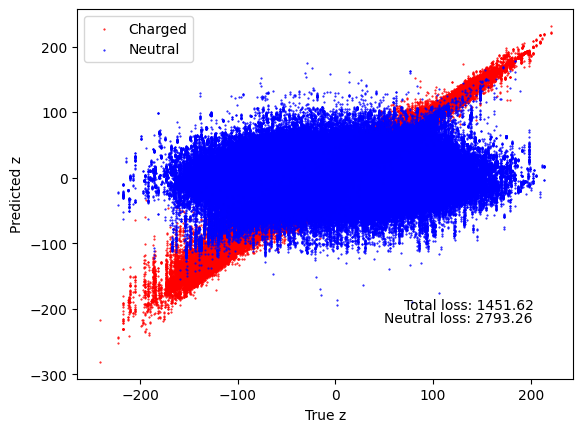 Charged
Neutral
200
100
0
−100
−200
−300
Predicted z
Total loss: 1451.62
Neutral loss: 2793.26
−200
−100
0
100
200
True z